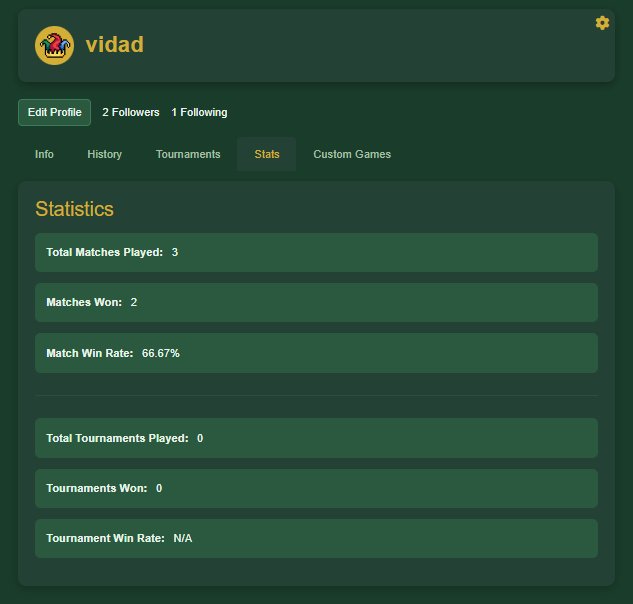 vidad
Edit Profile 2 Followers 1 Following
Info History Tournaments Stats Custom Games
Statistics
Total Matches Played: 3
Matches Won: 2
Match Win Rate: 66.67%
Total Tournaments Played: 0
Tournaments Won: 0
Tournament Win Rate: N/A